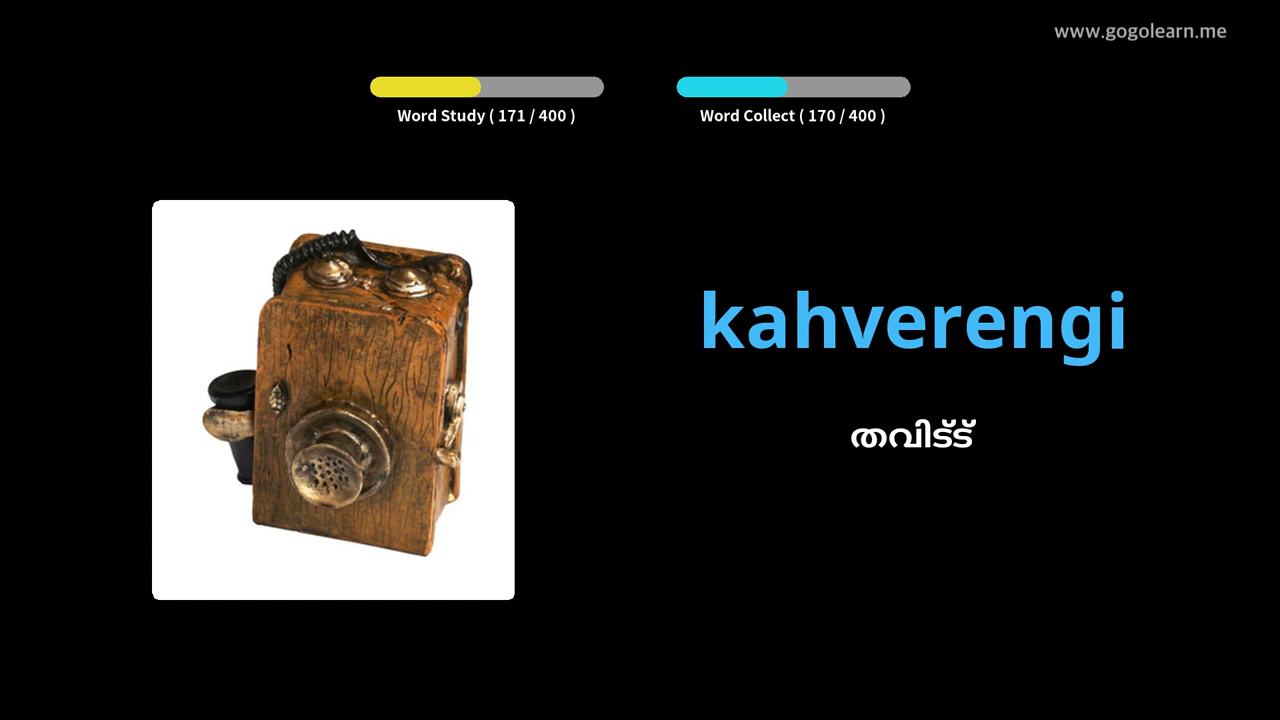 www.gogolearn.me
Word Study ( 171 / 400 )
Word Collect ( 170 / 400 )
kahverengi
തവിട്ട്